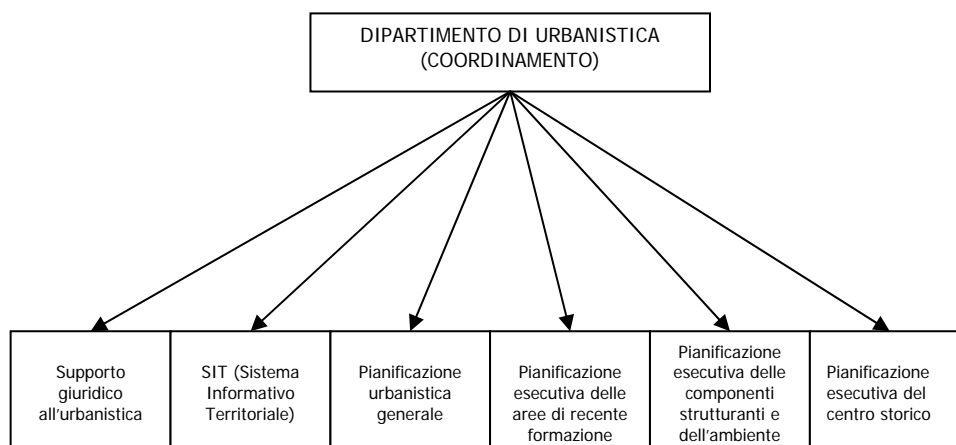 DIPARTIMENTO DI URBANISTICA
(COORDINAMENTO)
Supporto
giuridico
all'urbanistica
SIT (Sistema
Informativo
Territoriale)
Pianificazione
urbanistica
generale
Pianificazione
esecutiva delle
aree di recente
formazione
Pianificazione
esecutiva delle
componenti
strutturanti e
dell'ambiente
Pianificazione
esecutiva del
centro storico